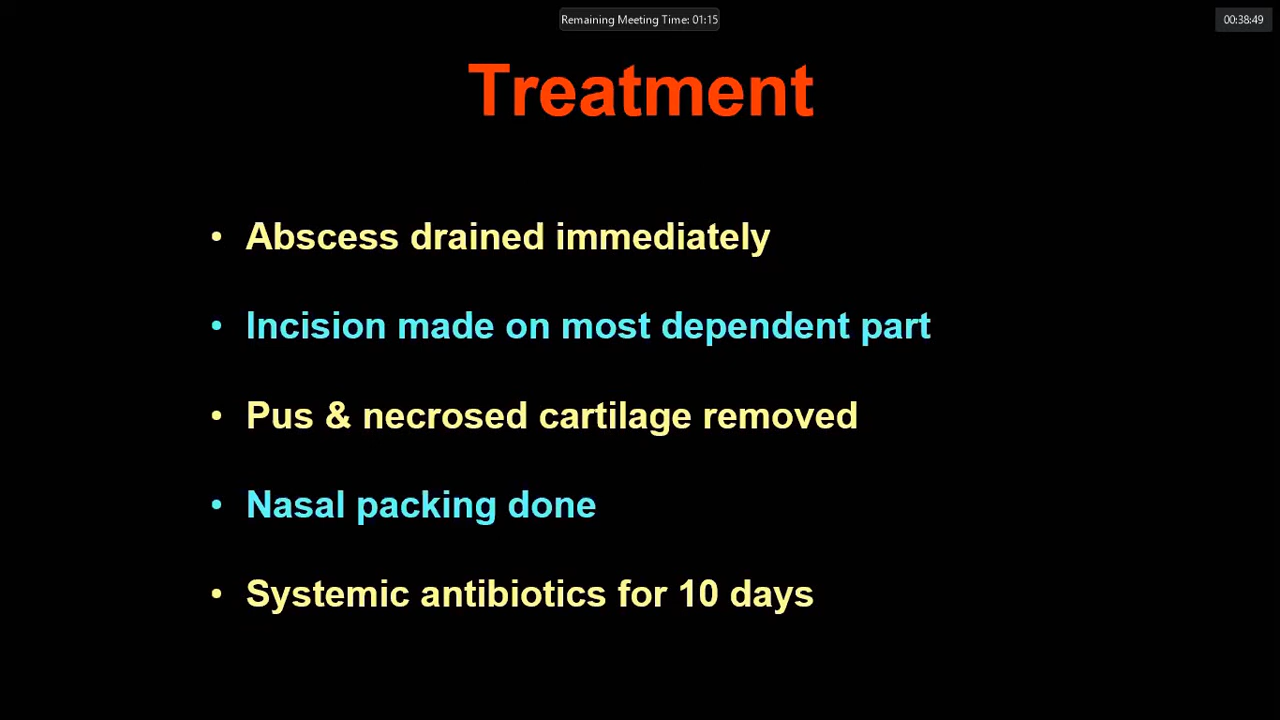 Remaining Meeting Time: 01:15
00:38:49
Treatment
• Abscess drained immediately
• Incision made on most dependent part
• Pus & necrosed cartilage removed
• Nasal packing done
• Systemic antibiotics for 10 days